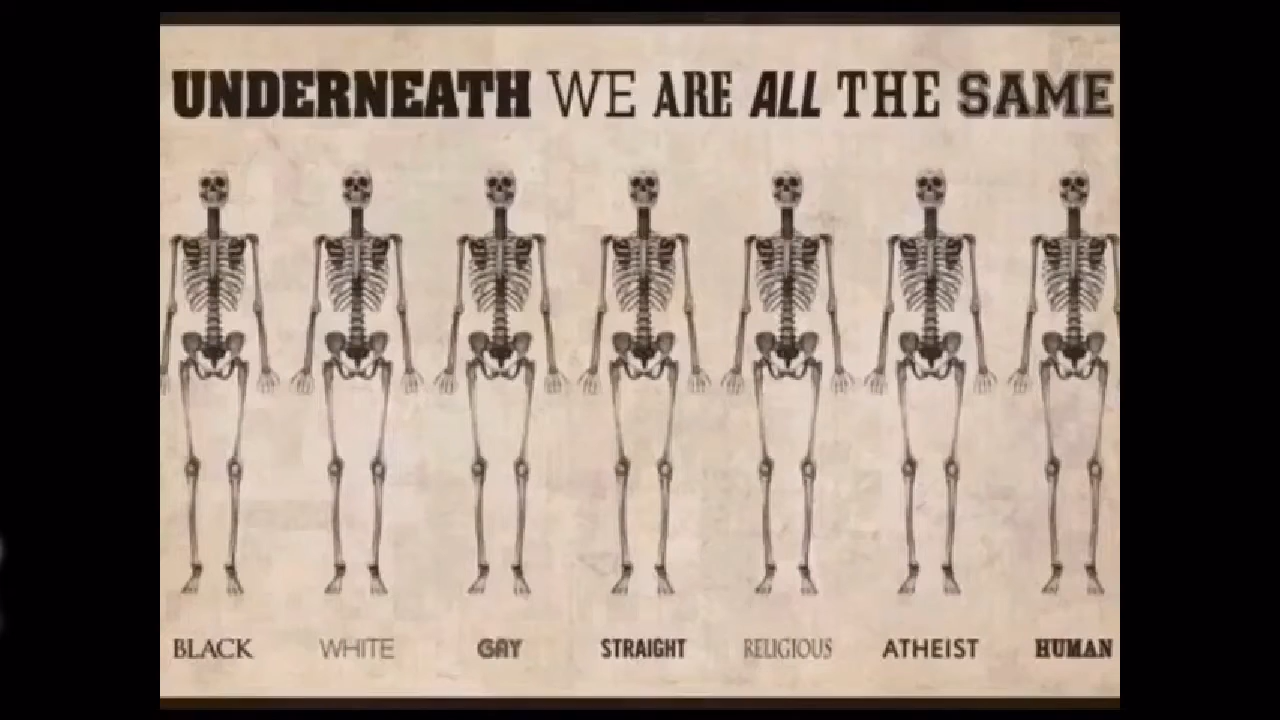 UNDERNEATH WE ARE ALL THE SAME
BLACK WHITE GAY STRAIGHT RELIGIOUS ATHEIST HUMAN